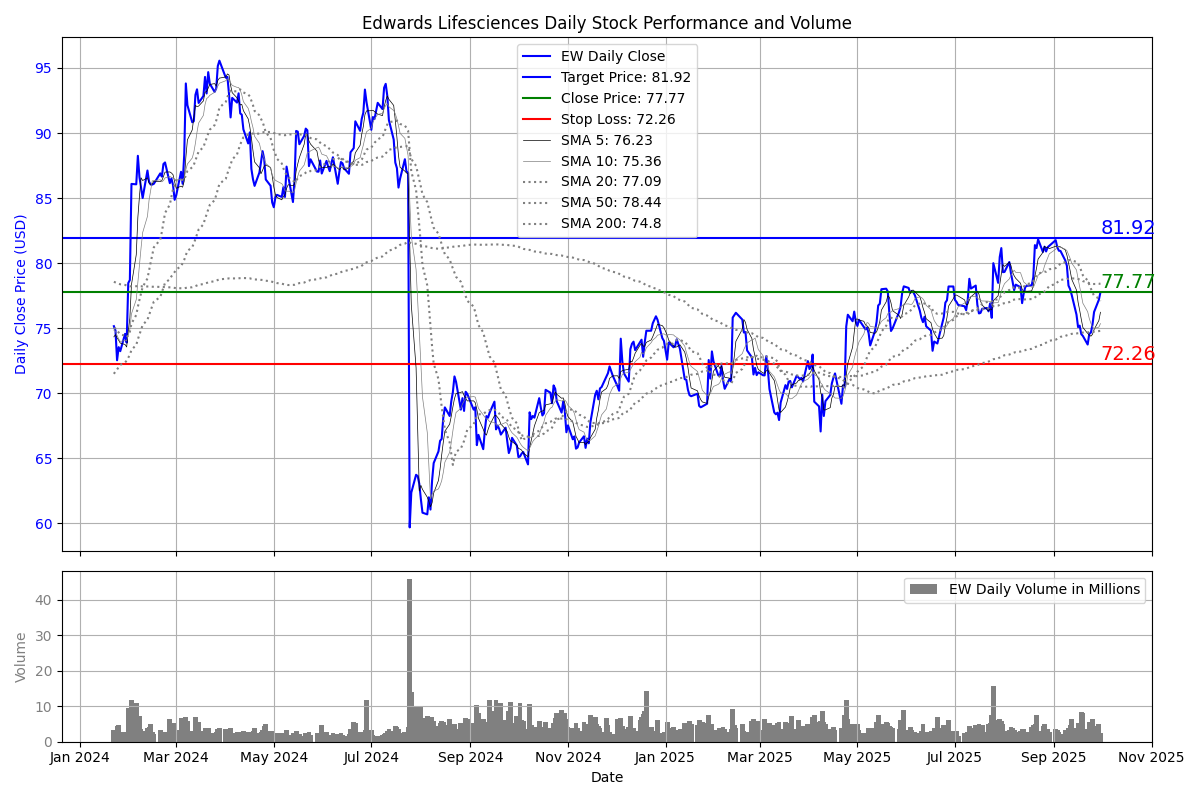 Edwards Lifesciences Daily Stock Performance and Volume
EW Daily Close
Target Price: 81.92
Close Price: 77.77
Stop Loss: 72.26
SMA 5: 76.23
SMA 10: 75.36
SMA 20: 77.09
SMA 50: 78.44
SMA 200: 74.8
Daily Close Price (USD)
95
90
85
80
75
70
65
60
81.92
77.77
72.26
EW Daily Volume in Millions
Volume
40
30
20
10
0
Jan 2024 Mar 2024 May 2024 Jul 2024 Sep 2024 Nov 2024 Jan 2025 Mar 2025 May 2025 Jul 2025 Sep 2025 Nov 2025
Date